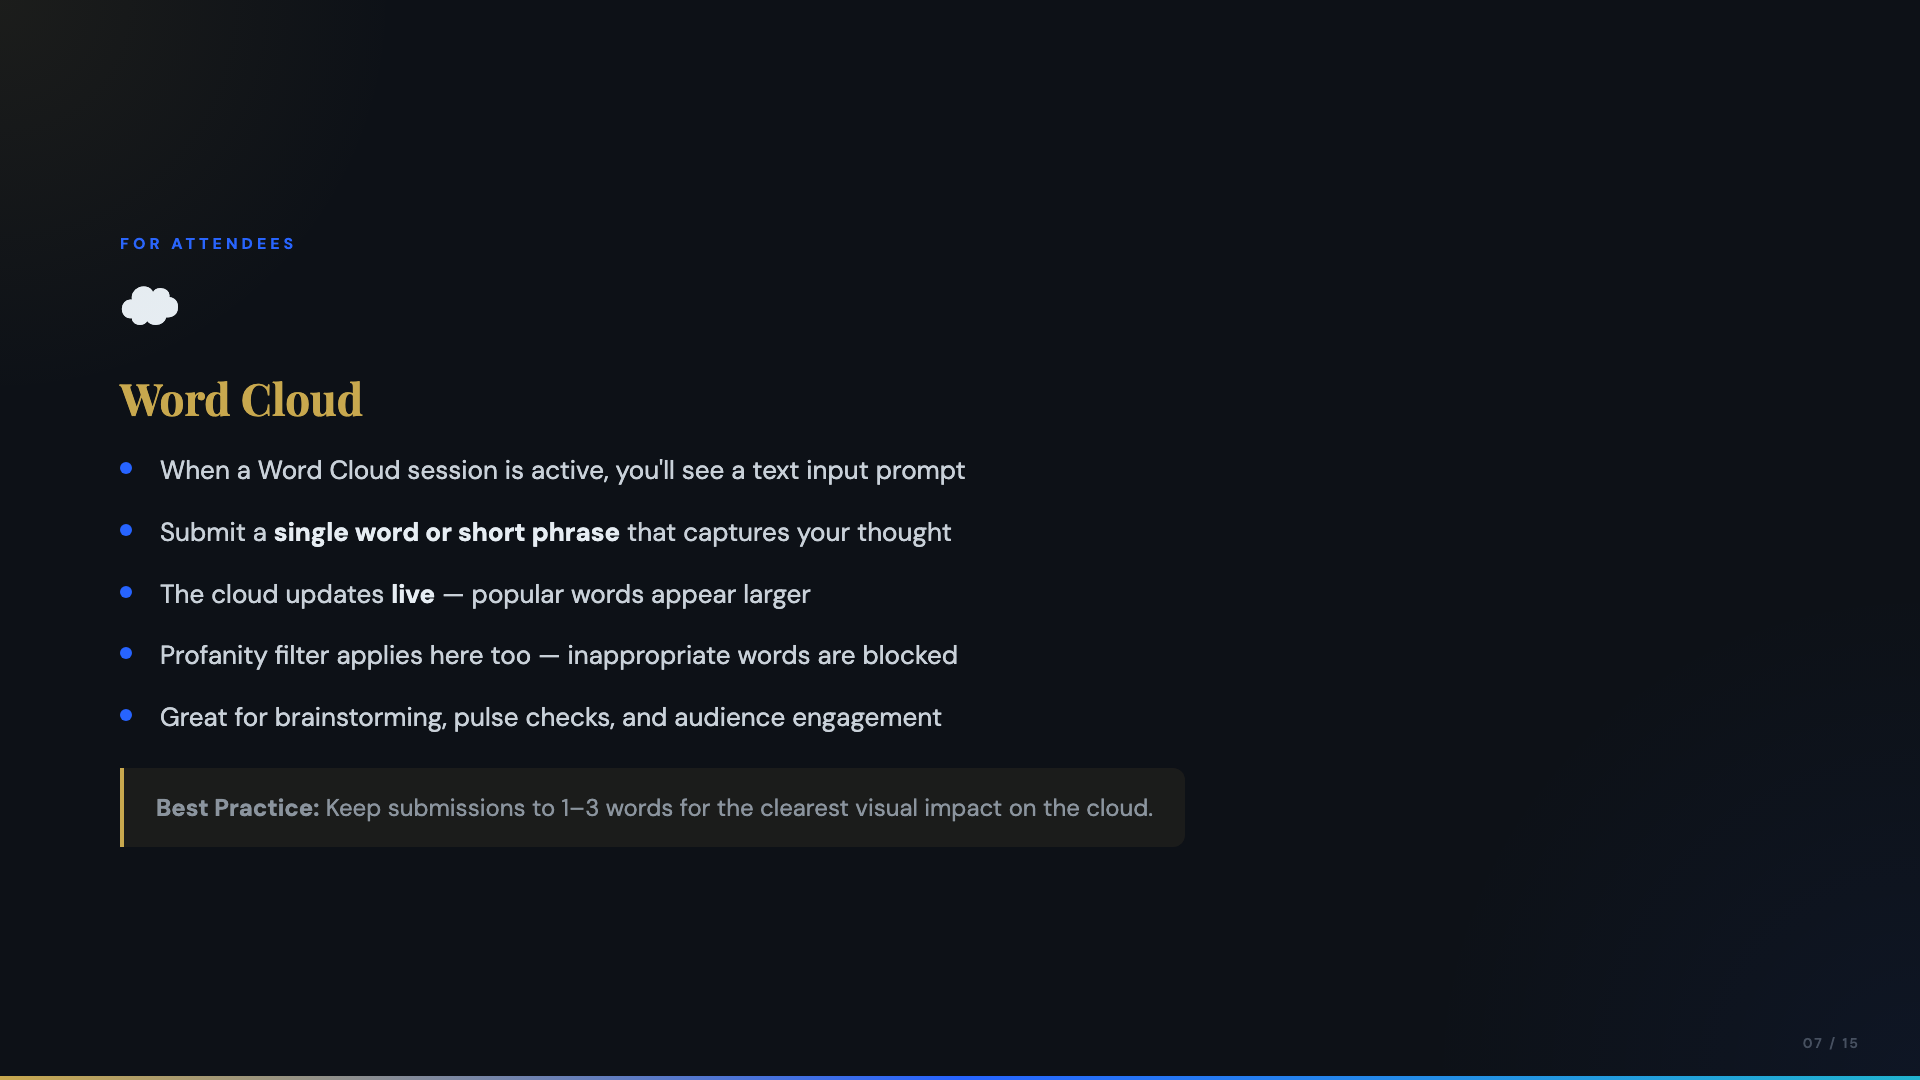 FOR ATTENDEES
Word Cloud
When a Word Cloud session is active, you'll see a text input prompt
Submit a single word or short phrase that captures your thought
The cloud updates live — popular words appear larger
Profanity filter applies here too — inappropriate words are blocked
Great for brainstorming, pulse checks, and audience engagement
Best Practice: Keep submissions to 1–3 words for the clearest visual impact on the cloud.
07 / 15